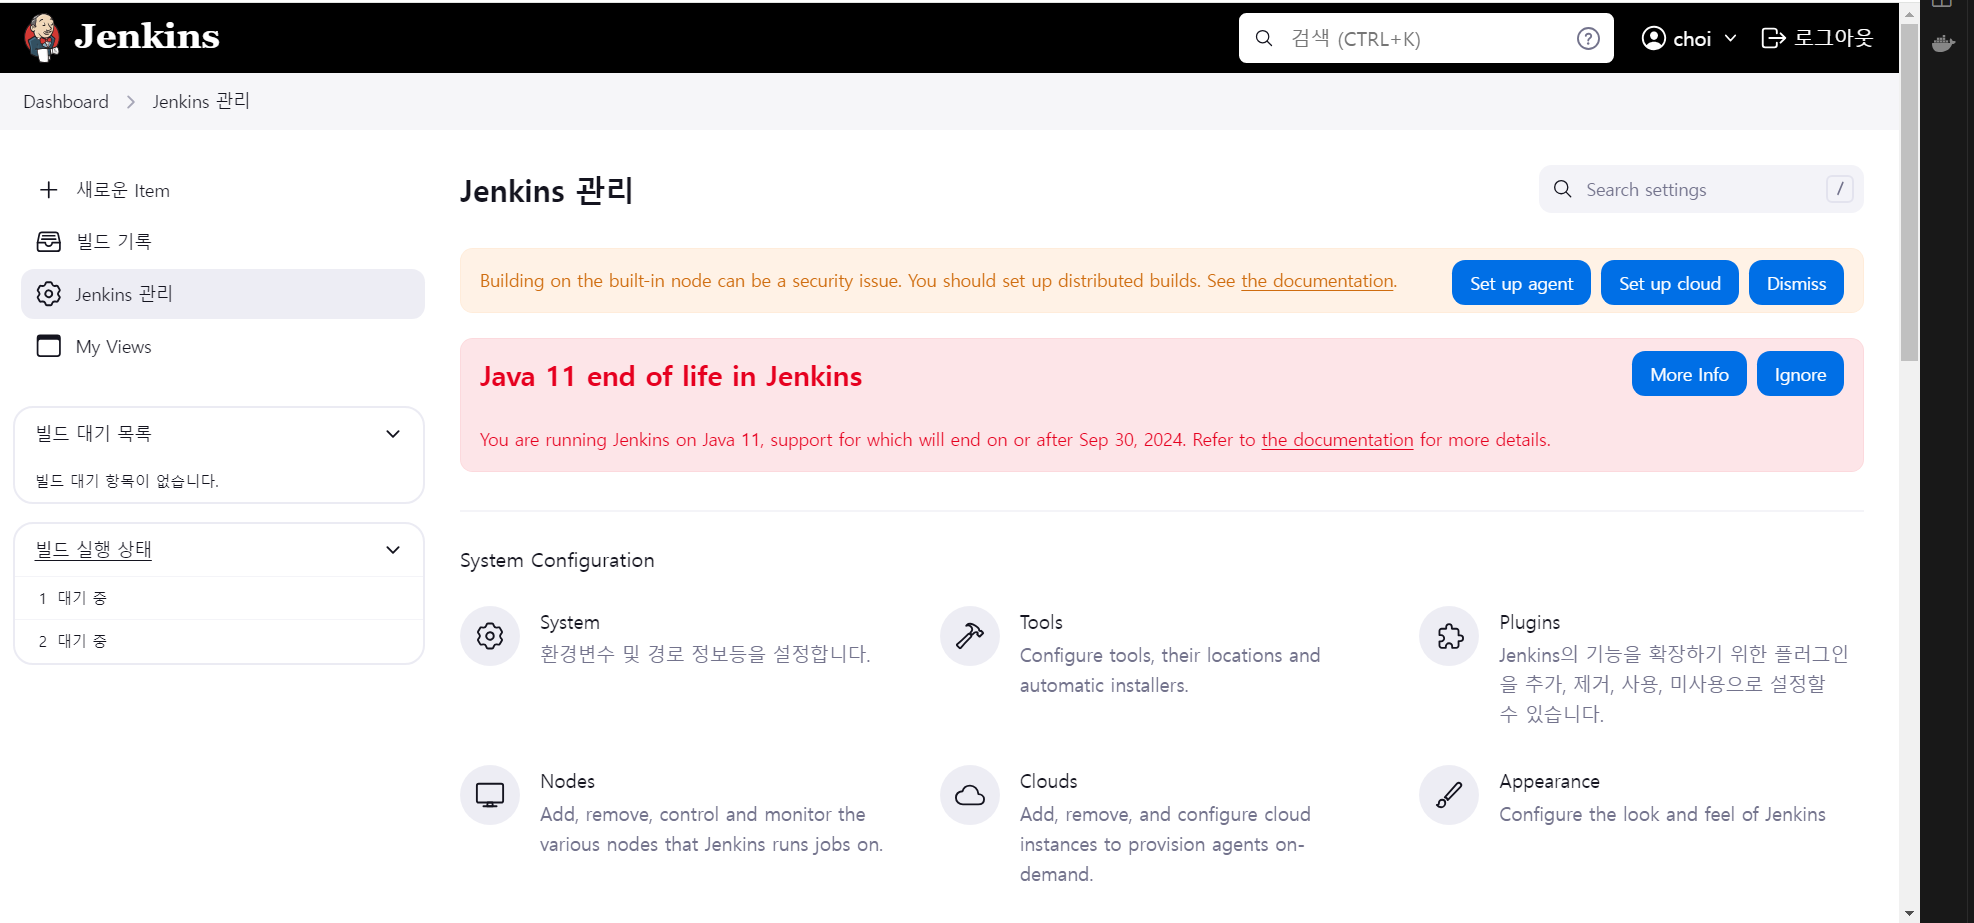 Jenkins
검색 (CTRL+K)
choi
로그아웃
Dashboard
Jenkins 관리
새로운 Item
빌드 기록
Jenkins 관리
My Views
빌드 대기 목록
빌드 대기 항목이 없습니다.
빌드 실행 상태
1 대기 중
2 대기 중
Jenkins 관리
Search settings
/
Building on the built-in node can be a security issue. You should set up distributed builds. See the documentation.
Set up agent
Set up cloud
Dismiss
Java 11 end of life in Jenkins
More Info
Ignore
You are running Jenkins on Java 11, support for which will end on or after Sep 30, 2024. Refer to the documentation for more details.
System Configuration
System
환경변수 및 경로 정보등을 설정합니다.
Tools
Configure tools, their locations and
automatic installers.
Plugins
Jenkins의 기능을 확장하기 위한 플러그인
을 추가, 제거, 사용, 미사용으로 설정할
수 있습니다.
Nodes
Add, remove, control and monitor the
various nodes that Jenkins runs jobs on.
Clouds
Add, remove, and configure cloud
instances to provision agents on-
demand.
Appearance
Configure the look and feel of Jenkins